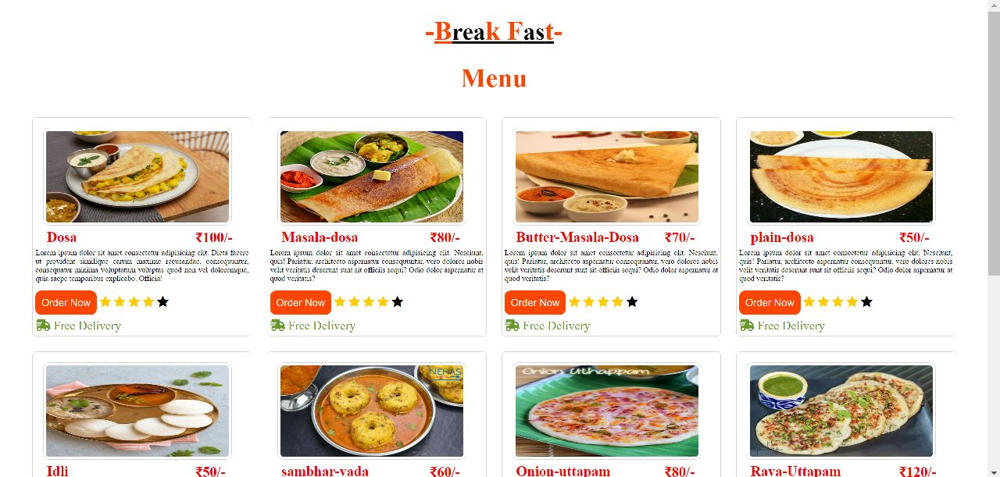 -Break Fast-
Menu
Dosa ₹100/-
Lorem ipsum dolor sit amet consectetur adipisicing elit. Dicta facere
ut provident similique earum maxime recusandae. consequuntur,
consequatur minima voluptatum voluptas quod non vel doloremque,
quia saepe temporibus explicabo. Officia!
Order Now
Free Delivery
Masala-dosa ₹80/-
Lorem ipsum dolor sit amet consectetur adipisicing elit. Nesciunt,
quis! Pariatur, architecto aspernatur consequatur, vero dolores nobis
velit veritatis deserunt sunt sit officiis sequi? Odio dolor aspernatur at
quod veritatis?
Order Now
Free Delivery
Butter-Masala-Dosa ₹70/-
Lorem ipsum dolor sit amet consectetur adipisicing elit. Nesciunt,
quis! Pariatur, architecto aspernatur consequatur, vero dolores nobis
velit veritatis deserunt sunt sit officiis sequi? Odio dolor aspernatur at
quod veritatis?
Order Now
Free Delivery
plain-dosa ₹50/-
Lorem ipsum dolor sit amet consectetur adipisicing elit. Nesciunt,
quis! Pariatur, architecto aspernatur consequatur, vero dolores nobis
velit veritatis deserunt sunt sit officiis sequi? Odio dolor aspernatur at
quod veritatis?
Order Now
Free Delivery
Idli ₹50/-
NEHAS
sambhar-vada ₹60/-
Onion Uthappam
Onion-uttapam ₹80/-
Rava-Uttapam ₹120/-